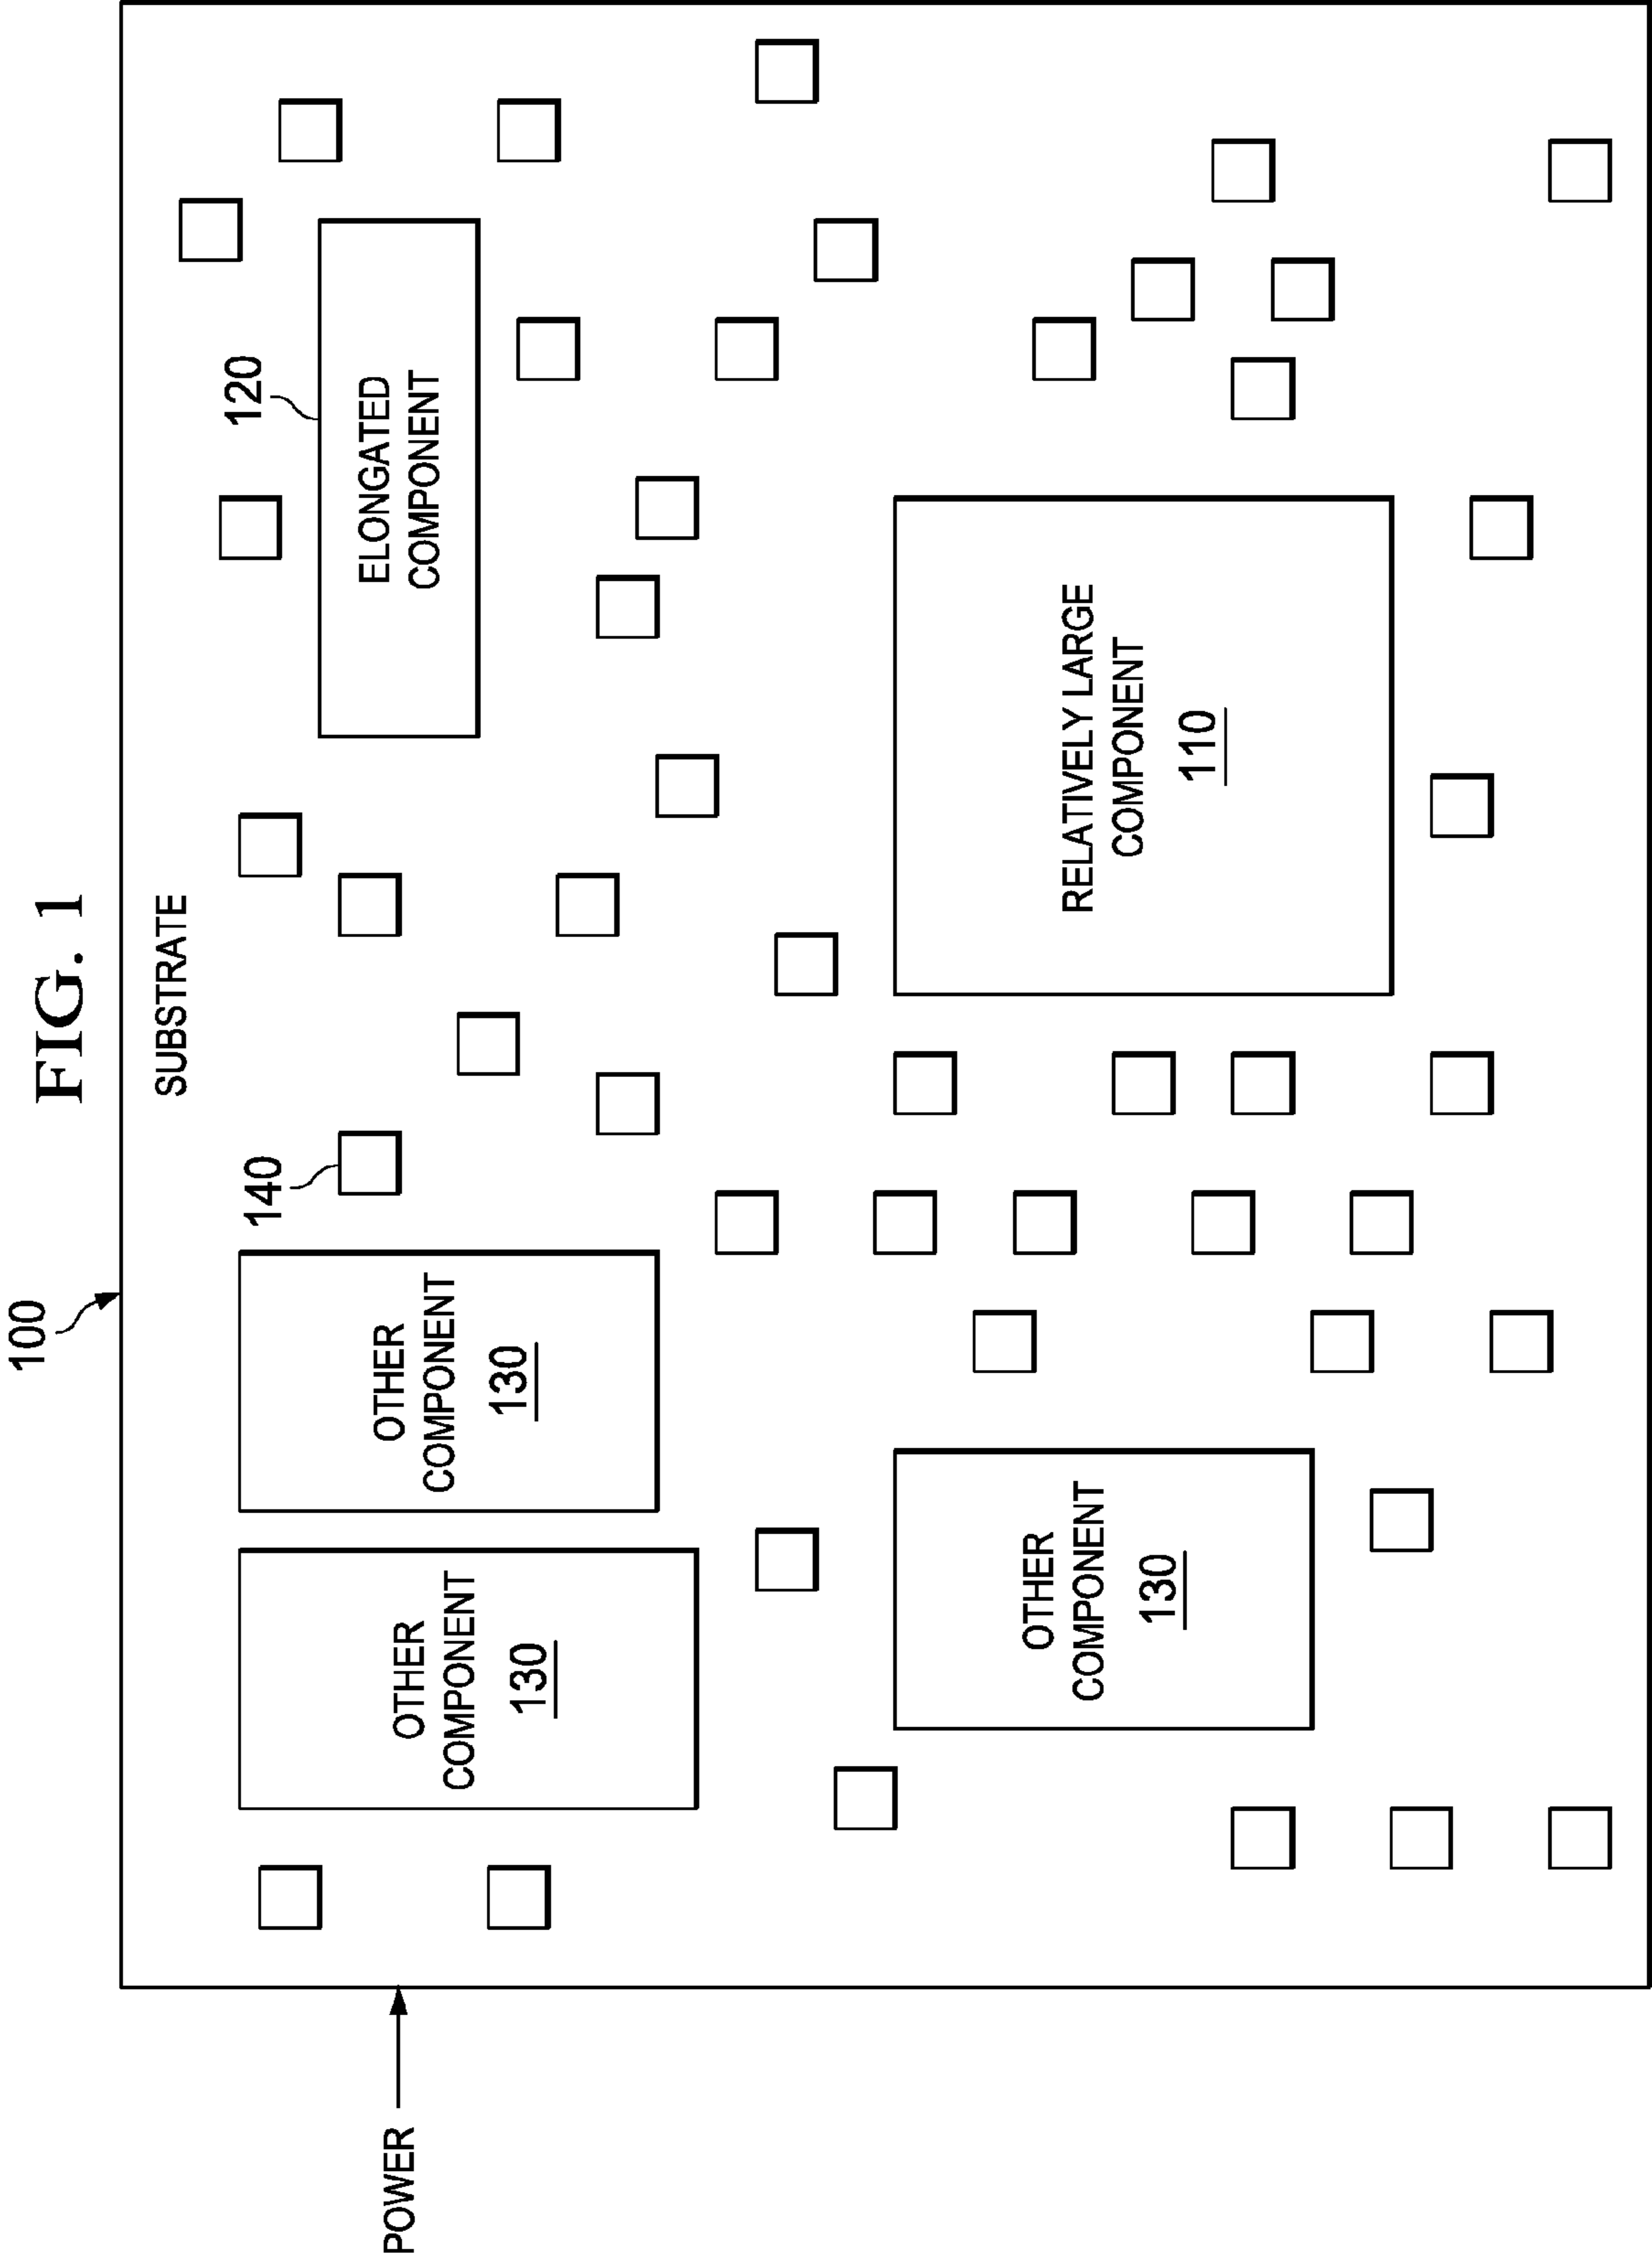 FIG. 1
100
SUBSTRATE
140
120
ELONGATED
COMPONENT
OTHER
COMPONENT
130
OTHER
COMPONENT
130
POWER
OTHER
COMPONENT
130
RELATIVELY LARGE
COMPONENT
110